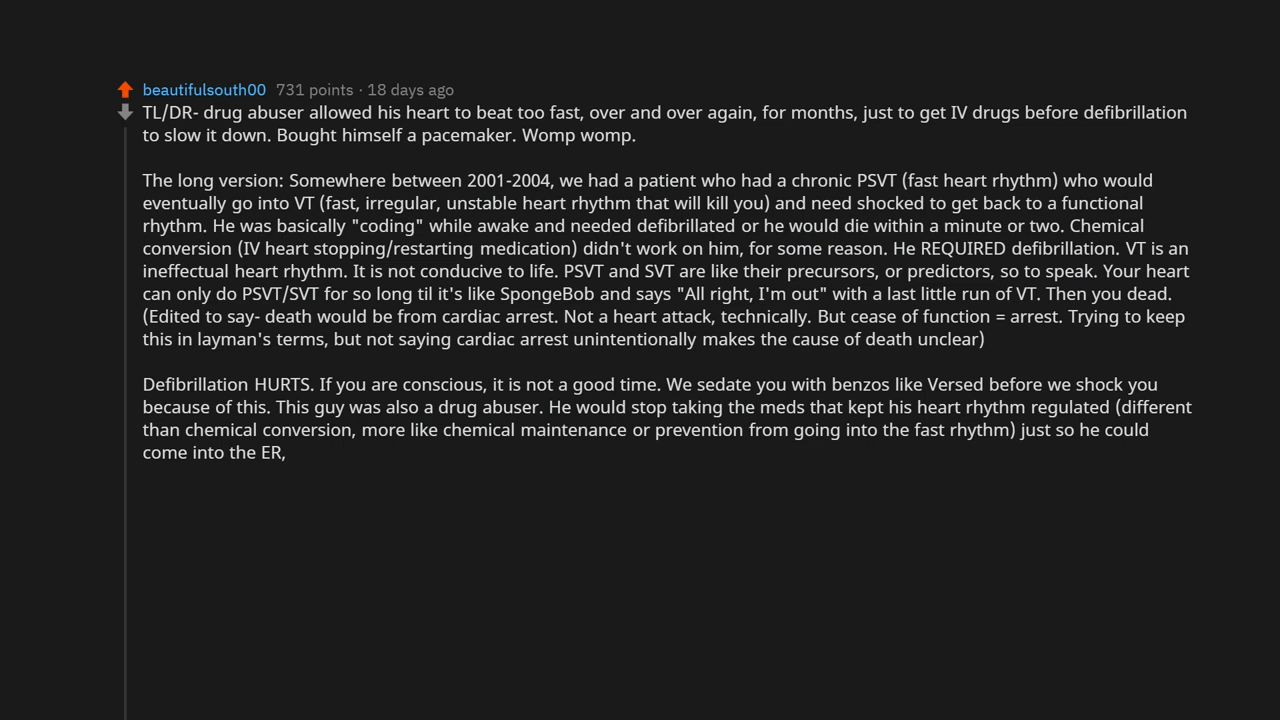 beautifulsouth00 731 points · 18 days ago
TL/DR- drug abuser allowed his heart to beat too fast, over and over again, for months, just to get IV drugs before defibrillation
to slow it down. Bought himself a pacemaker. Womp womp.
The long version: Somewhere between 2001-2004, we had a patient who had a chronic PSVT (fast heart rhythm) who would
eventually go into VT (fast, irregular, unstable heart rhythm that will kill you) and need shocked to get back to a functional
rhythm. He was basically "coding" while awake and needed defibrillated or he would die within a minute or two. Chemical
conversion (IV heart stopping/restarting medication) didn't work on him, for some reason. He REQUIRED defibrillation. VT is an
ineffectual heart rhythm. It is not conducive to life. PSVT and SVT are like their precursors, or predictors, so to speak. Your heart
can only do PSVT/SVT for so long til it's like SpongeBob and says "All right, I'm out" with a last little run of VT. Then you dead.
(Edited to say- death would be from cardiac arrest. Not a heart attack, technically. But cease of function = arrest. Trying to keep
this in layman's terms, but not saying cardiac arrest unintentionally makes the cause of death unclear)
Defibrillation HURTS. If you are conscious, it is not a good time. We sedate you with benzos like Versed before we shock you
because of this. This guy was also a drug abuser. He would stop taking the meds that kept his heart rhythm regulated (different
than chemical conversion, more like chemical maintenance or prevention from going into the fast rhythm) just so he could
come into the ER,